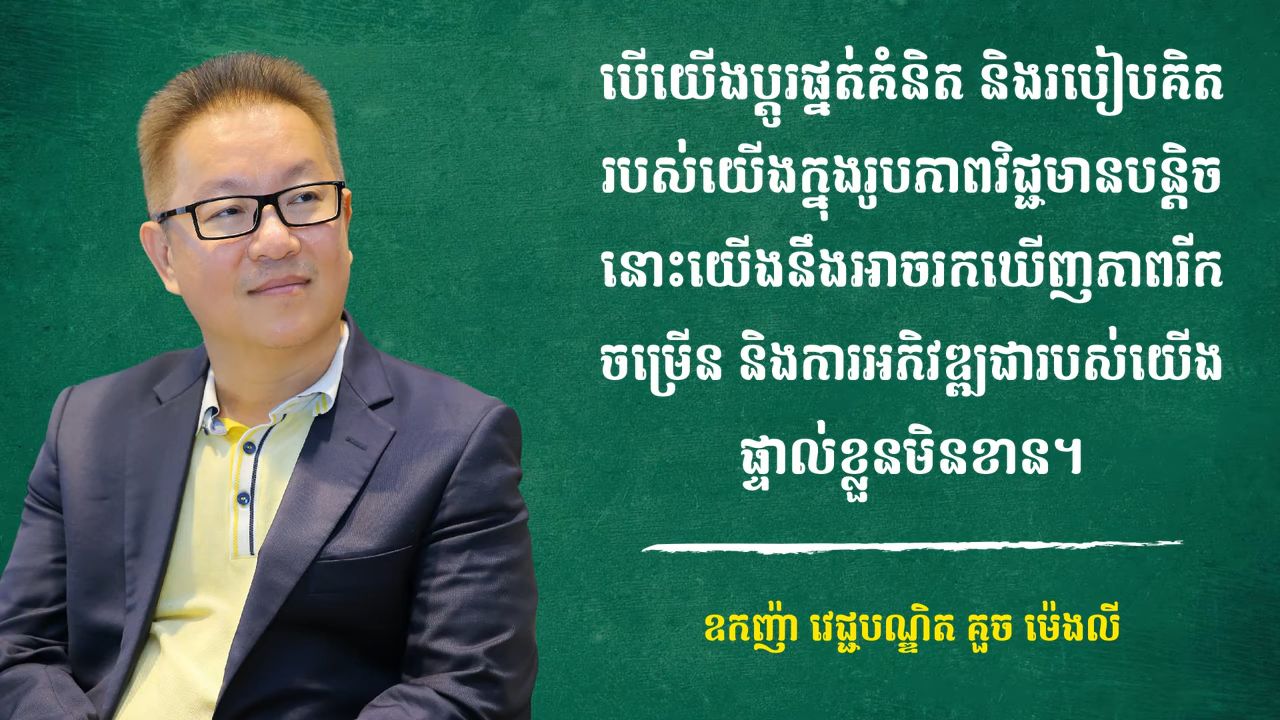 បើយើងប្តូរផ្នត់គំនិត និងរបៀបគិត
របស់យើងក្នុងរូបភាពវិជ្ជមានបន្តិច
នោះយើងនឹងអាចរកឃើញភាពរីក
ចម្រើន និងការអភិវឌ្ឍជារបស់យើង
ផ្ទាល់ខ្លួនមិនខាន។
ឧកញ៉ា វេជ្ជបណ្ឌិត គួច ម៉េងលី